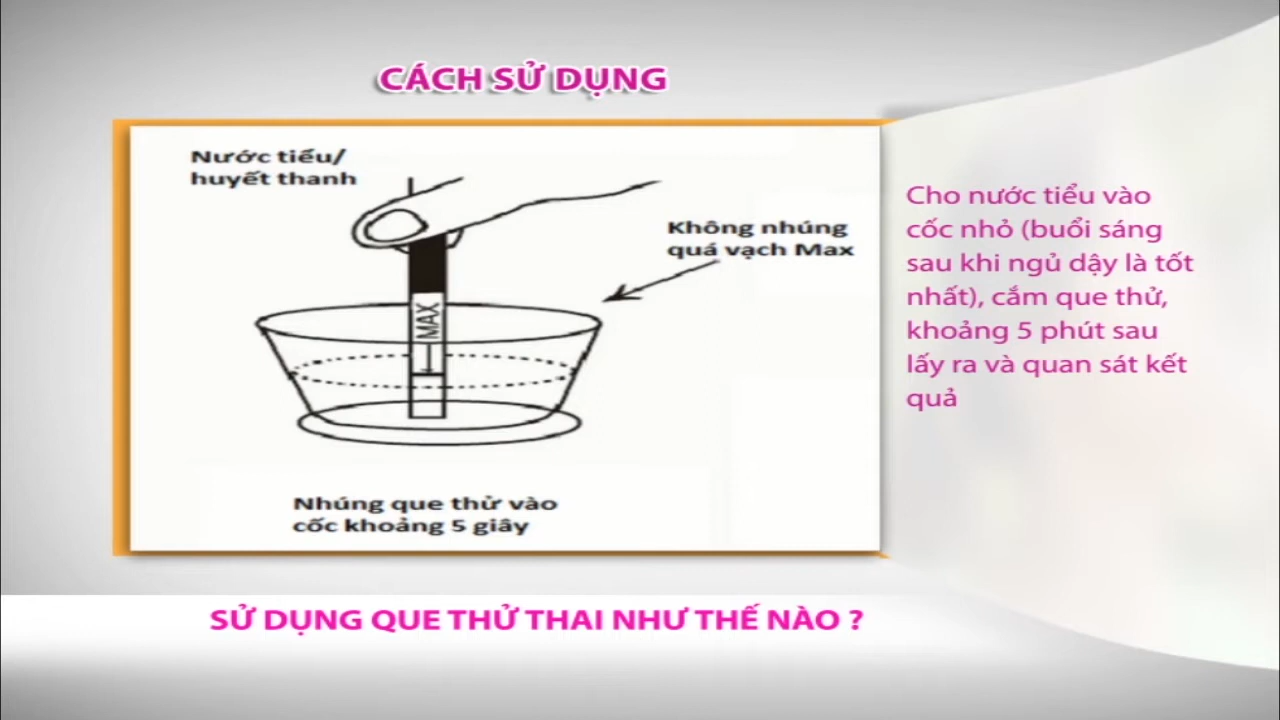 CÁCH SỬ DỤNG
Nước tiểu/
huyết thanh
Không nhúng
quá vạch Max
MAX
Nhúng que thử vào
cốc khoảng 5 giây
Cho nước tiểu vào
cốc nhỏ (buổi sáng
sau khi ngủ dậy là tốt
nhất), cắm que thử,
khoảng 5 phút sau
lấy ra và quan sát kết
quả
SỬ DỤNG QUE THỬ THAI NHƯ THẾ NÀO ?